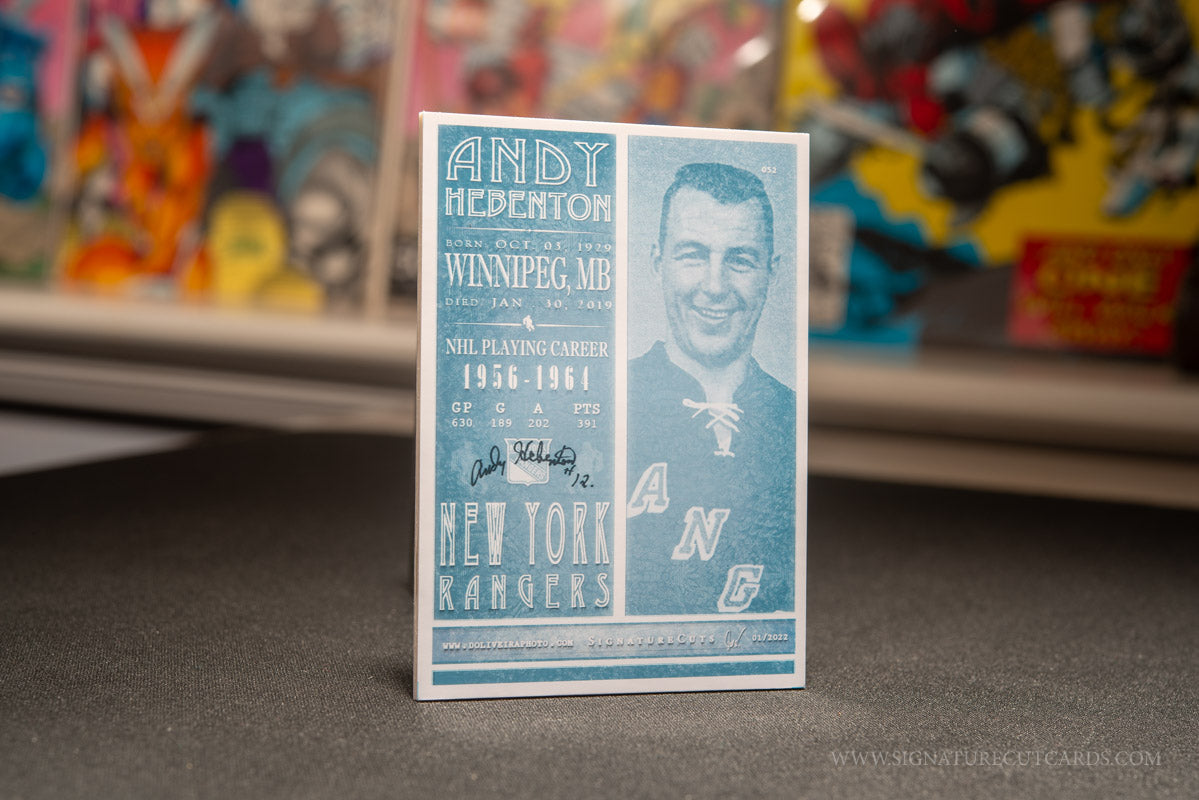 ANDY
HEBENTON
BORN. OCT. 03. 1929
WINNIPEG, MB
DIED. JAN. 30, 2019
NHL PLAYING CAREER
1956-1964
GP G A PTS
630 189 202 391
Andy Hebenton
#12.
NEW YORK
RANGERS
052
A
N
G
WWW.DOLIVEIRAPHOTO.COM SIGNATURECUTS 01/2022
WWW.SIGNATURECUTCARDS.COM